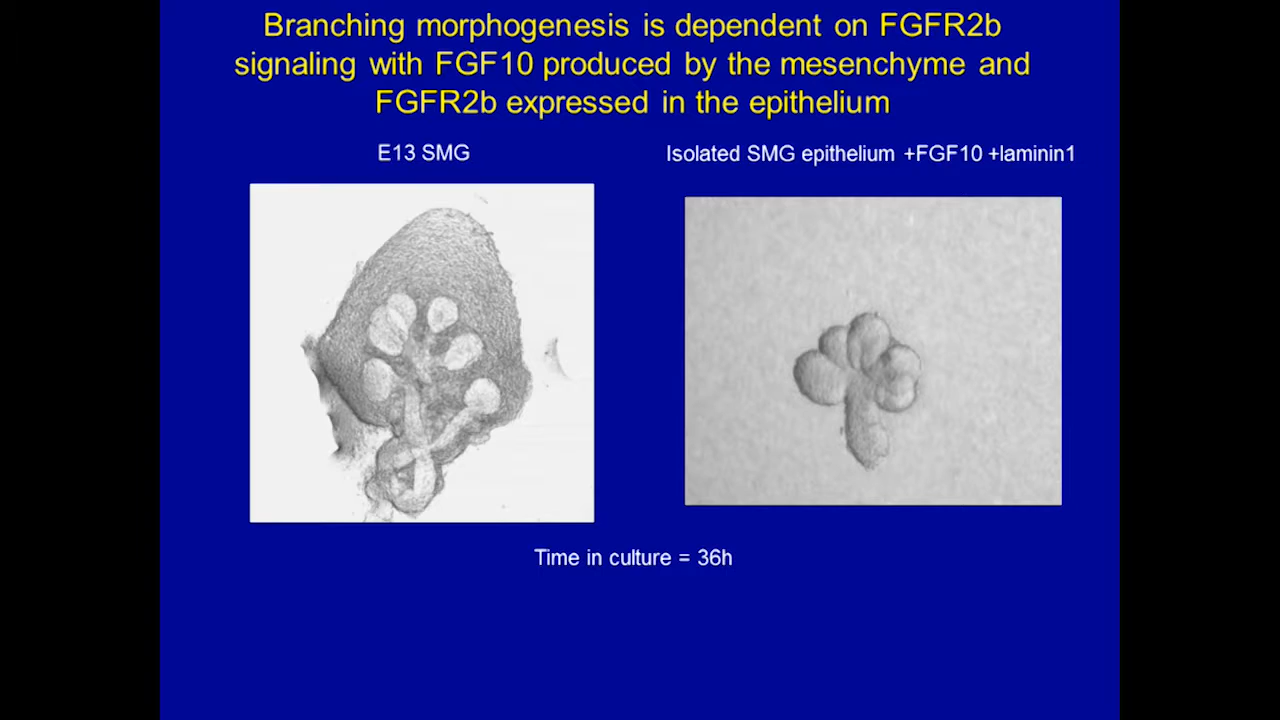 Branching morphogenesis is dependent on FGFR2b
signaling with FGF10 produced by the mesenchyme and
FGFR2b expressed in the epithelium
E13 SMG
Isolated SMG epithelium +FGF10 +laminin1
Time in culture = 36h